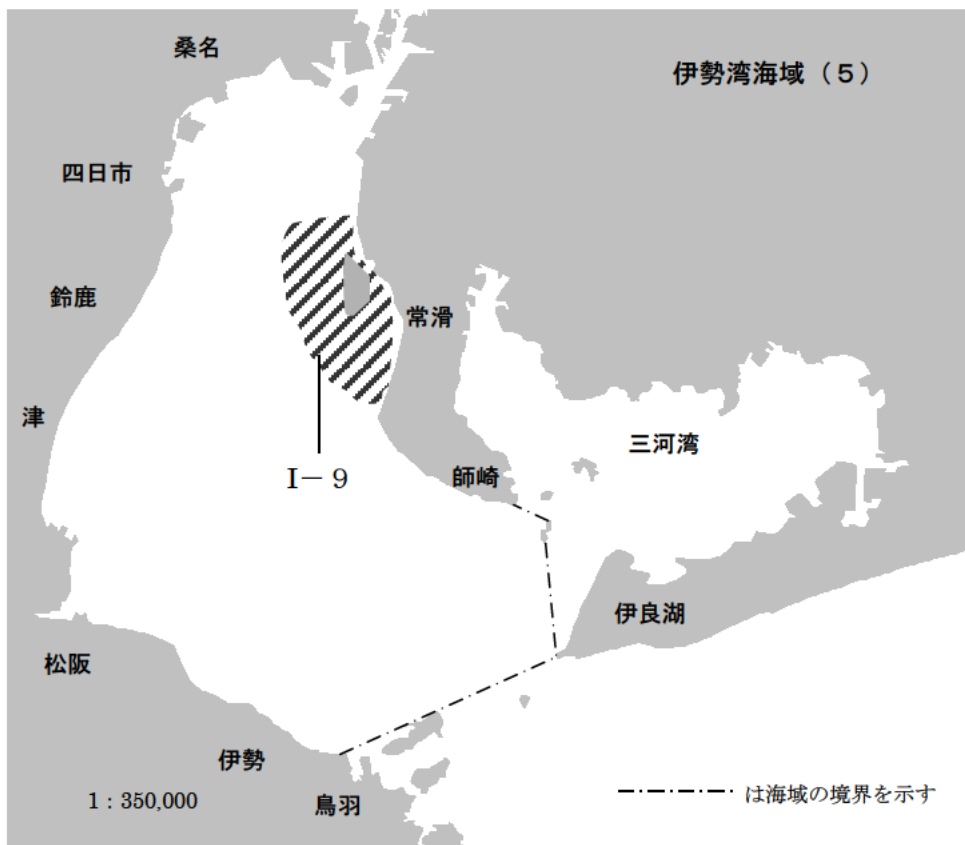 桑名
伊勢湾海域（５）
四日市
鈴鹿
常滑
津
三河湾
I－９
師崎
伊良湖
松阪
伊勢
1：350,000
鳥羽
は海域の境界を示す